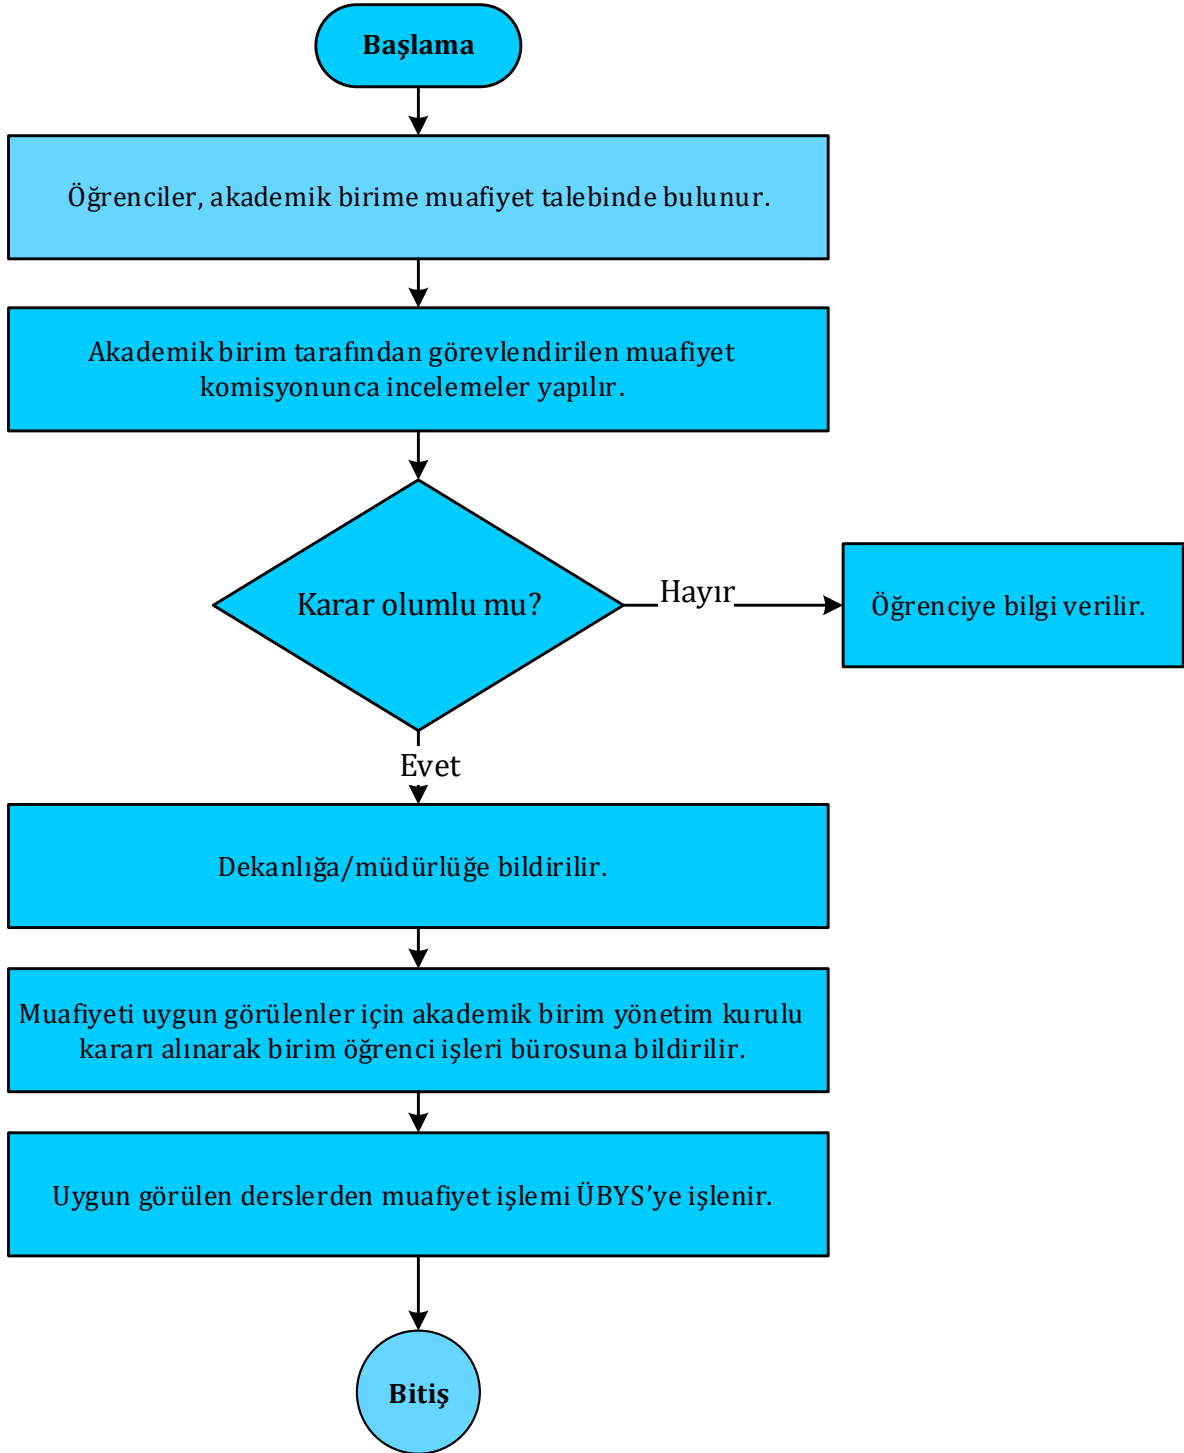 Başlama
Öğrenciler, akademik birime muafiyet talebinde bulunur.
Akademik birim tarafından görevlendirilen muafiyet
komisyonunca incelemeler yapılır.
Karar olumlu mu?
Hayır
Öğrenciye bilgi verilir.
Evet
Dekanlığa/müdürlüğe bildirilir.
Muafiyeti uygun görülenler için akademik birim yönetim kurulu
kararı alınarak birim öğrenci işleri bürosuna bildirilir.
Uygun görülen derslerden muafiyet işlemi ÜBYS’ye işlenir.
Bitiş